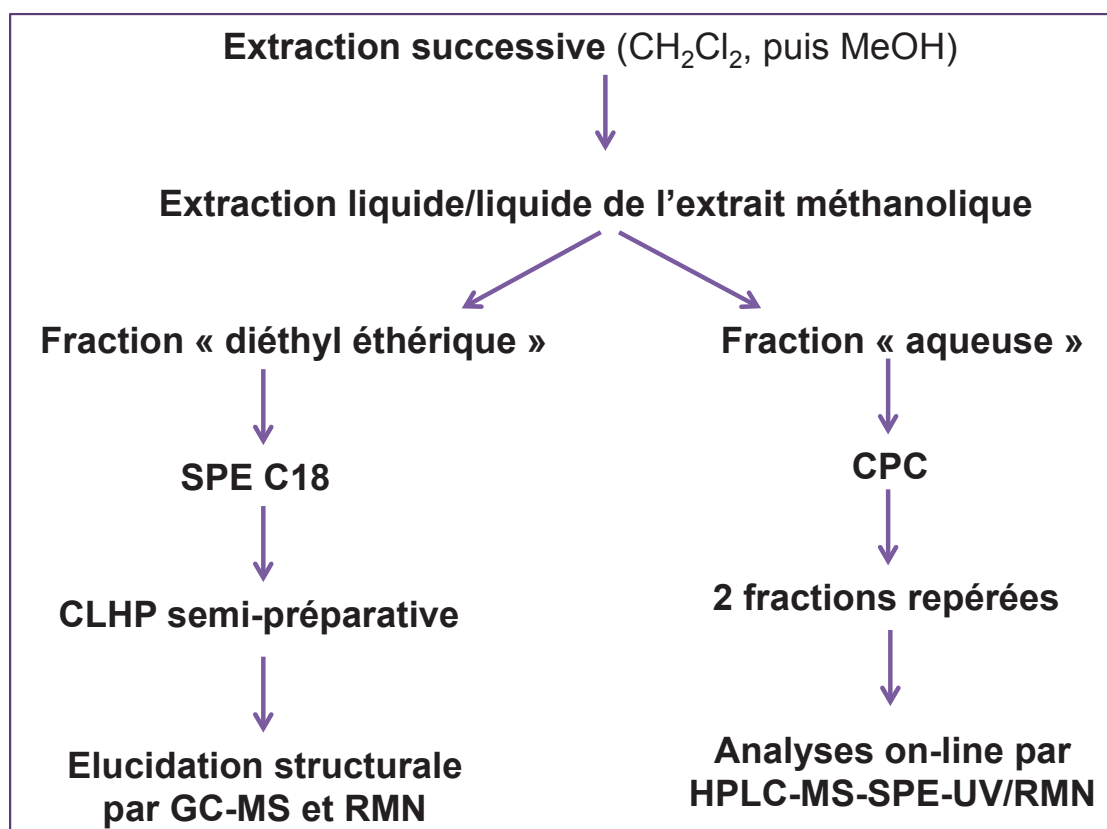 Extraction successive (CH₂Cl₂, puis MeOH)
Extraction liquide/liquide de l’extrait méthanolique
Fraction « diéthyl éthérique »
Fraction « aqueuse »
SPE C18
CPC
CLHP semi-préparative
2 fractions repérées
Elucidation structurale
par GC-MS et RMN
Analyses on-line par
HPLC-MS-SPE-UV/RMN